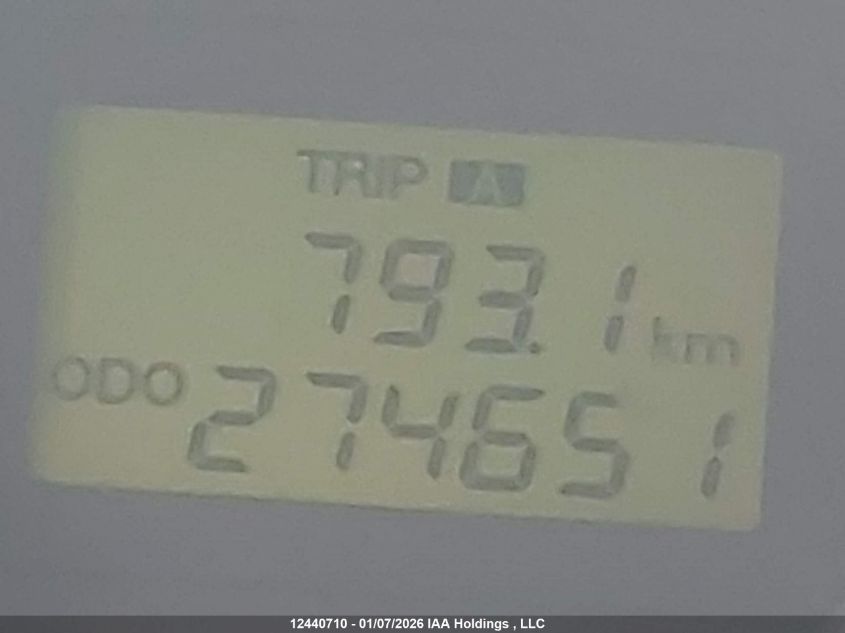 TRIP A
793.1 km
ODO 274651
12440710 - 01/07/2026 IAA Holdings , LLC